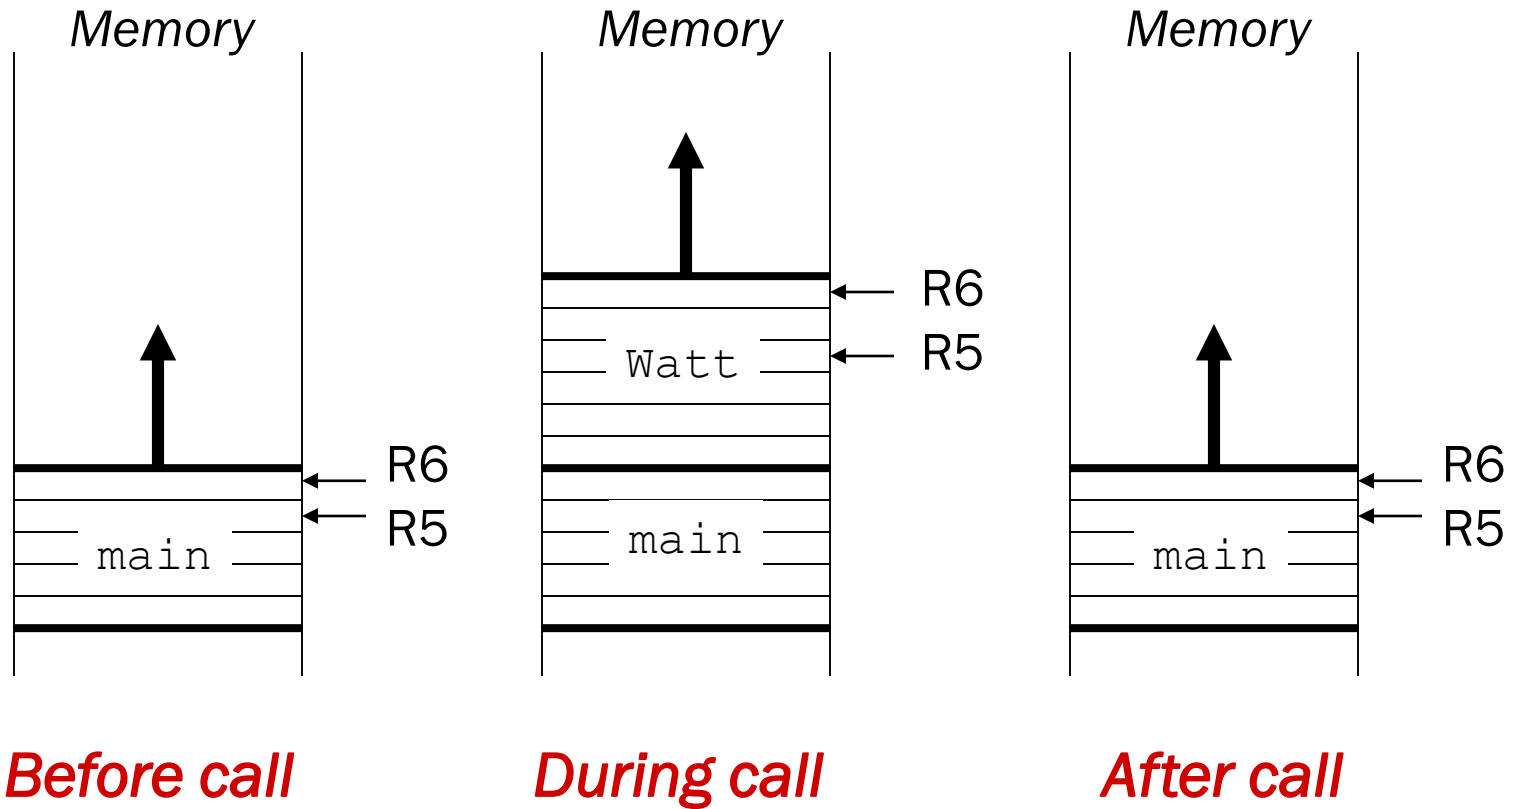 Memory
Memory
Memory
R6
R5
Watt
R6
R5
main
main
R6
R5
main
Before call
During call
After call